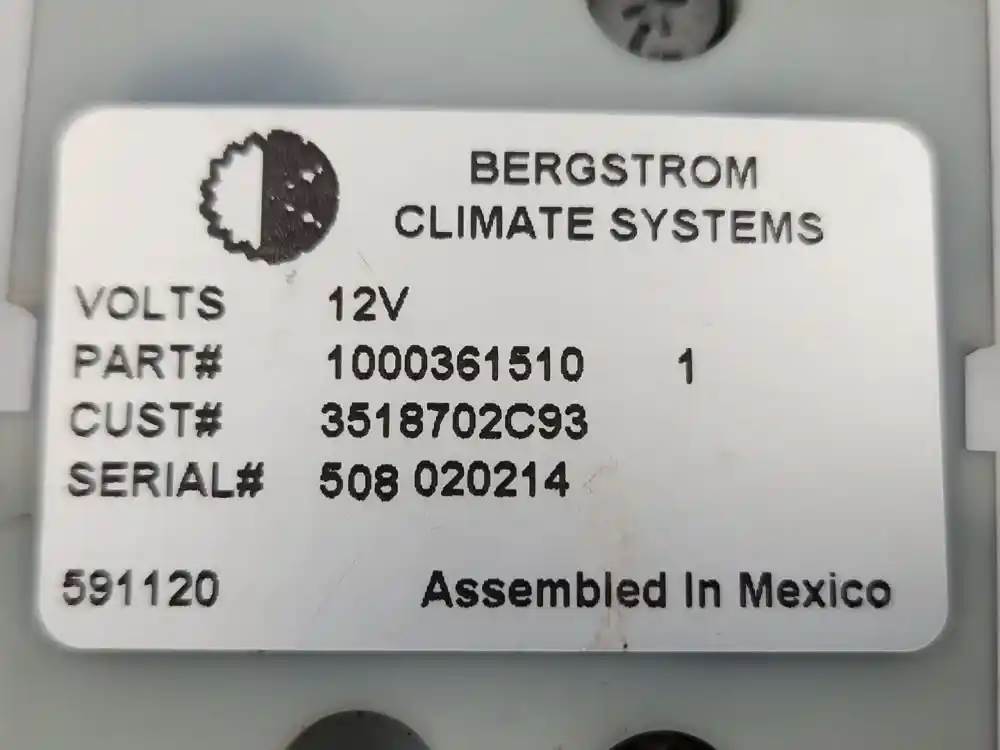 BERGSTROM
CLIMATE SYSTEMS
VOLTS 12V
PART# 1000361510 1
CUST# 3518702C93
SERIAL# 508 020214
591120 Assembled In Mexico